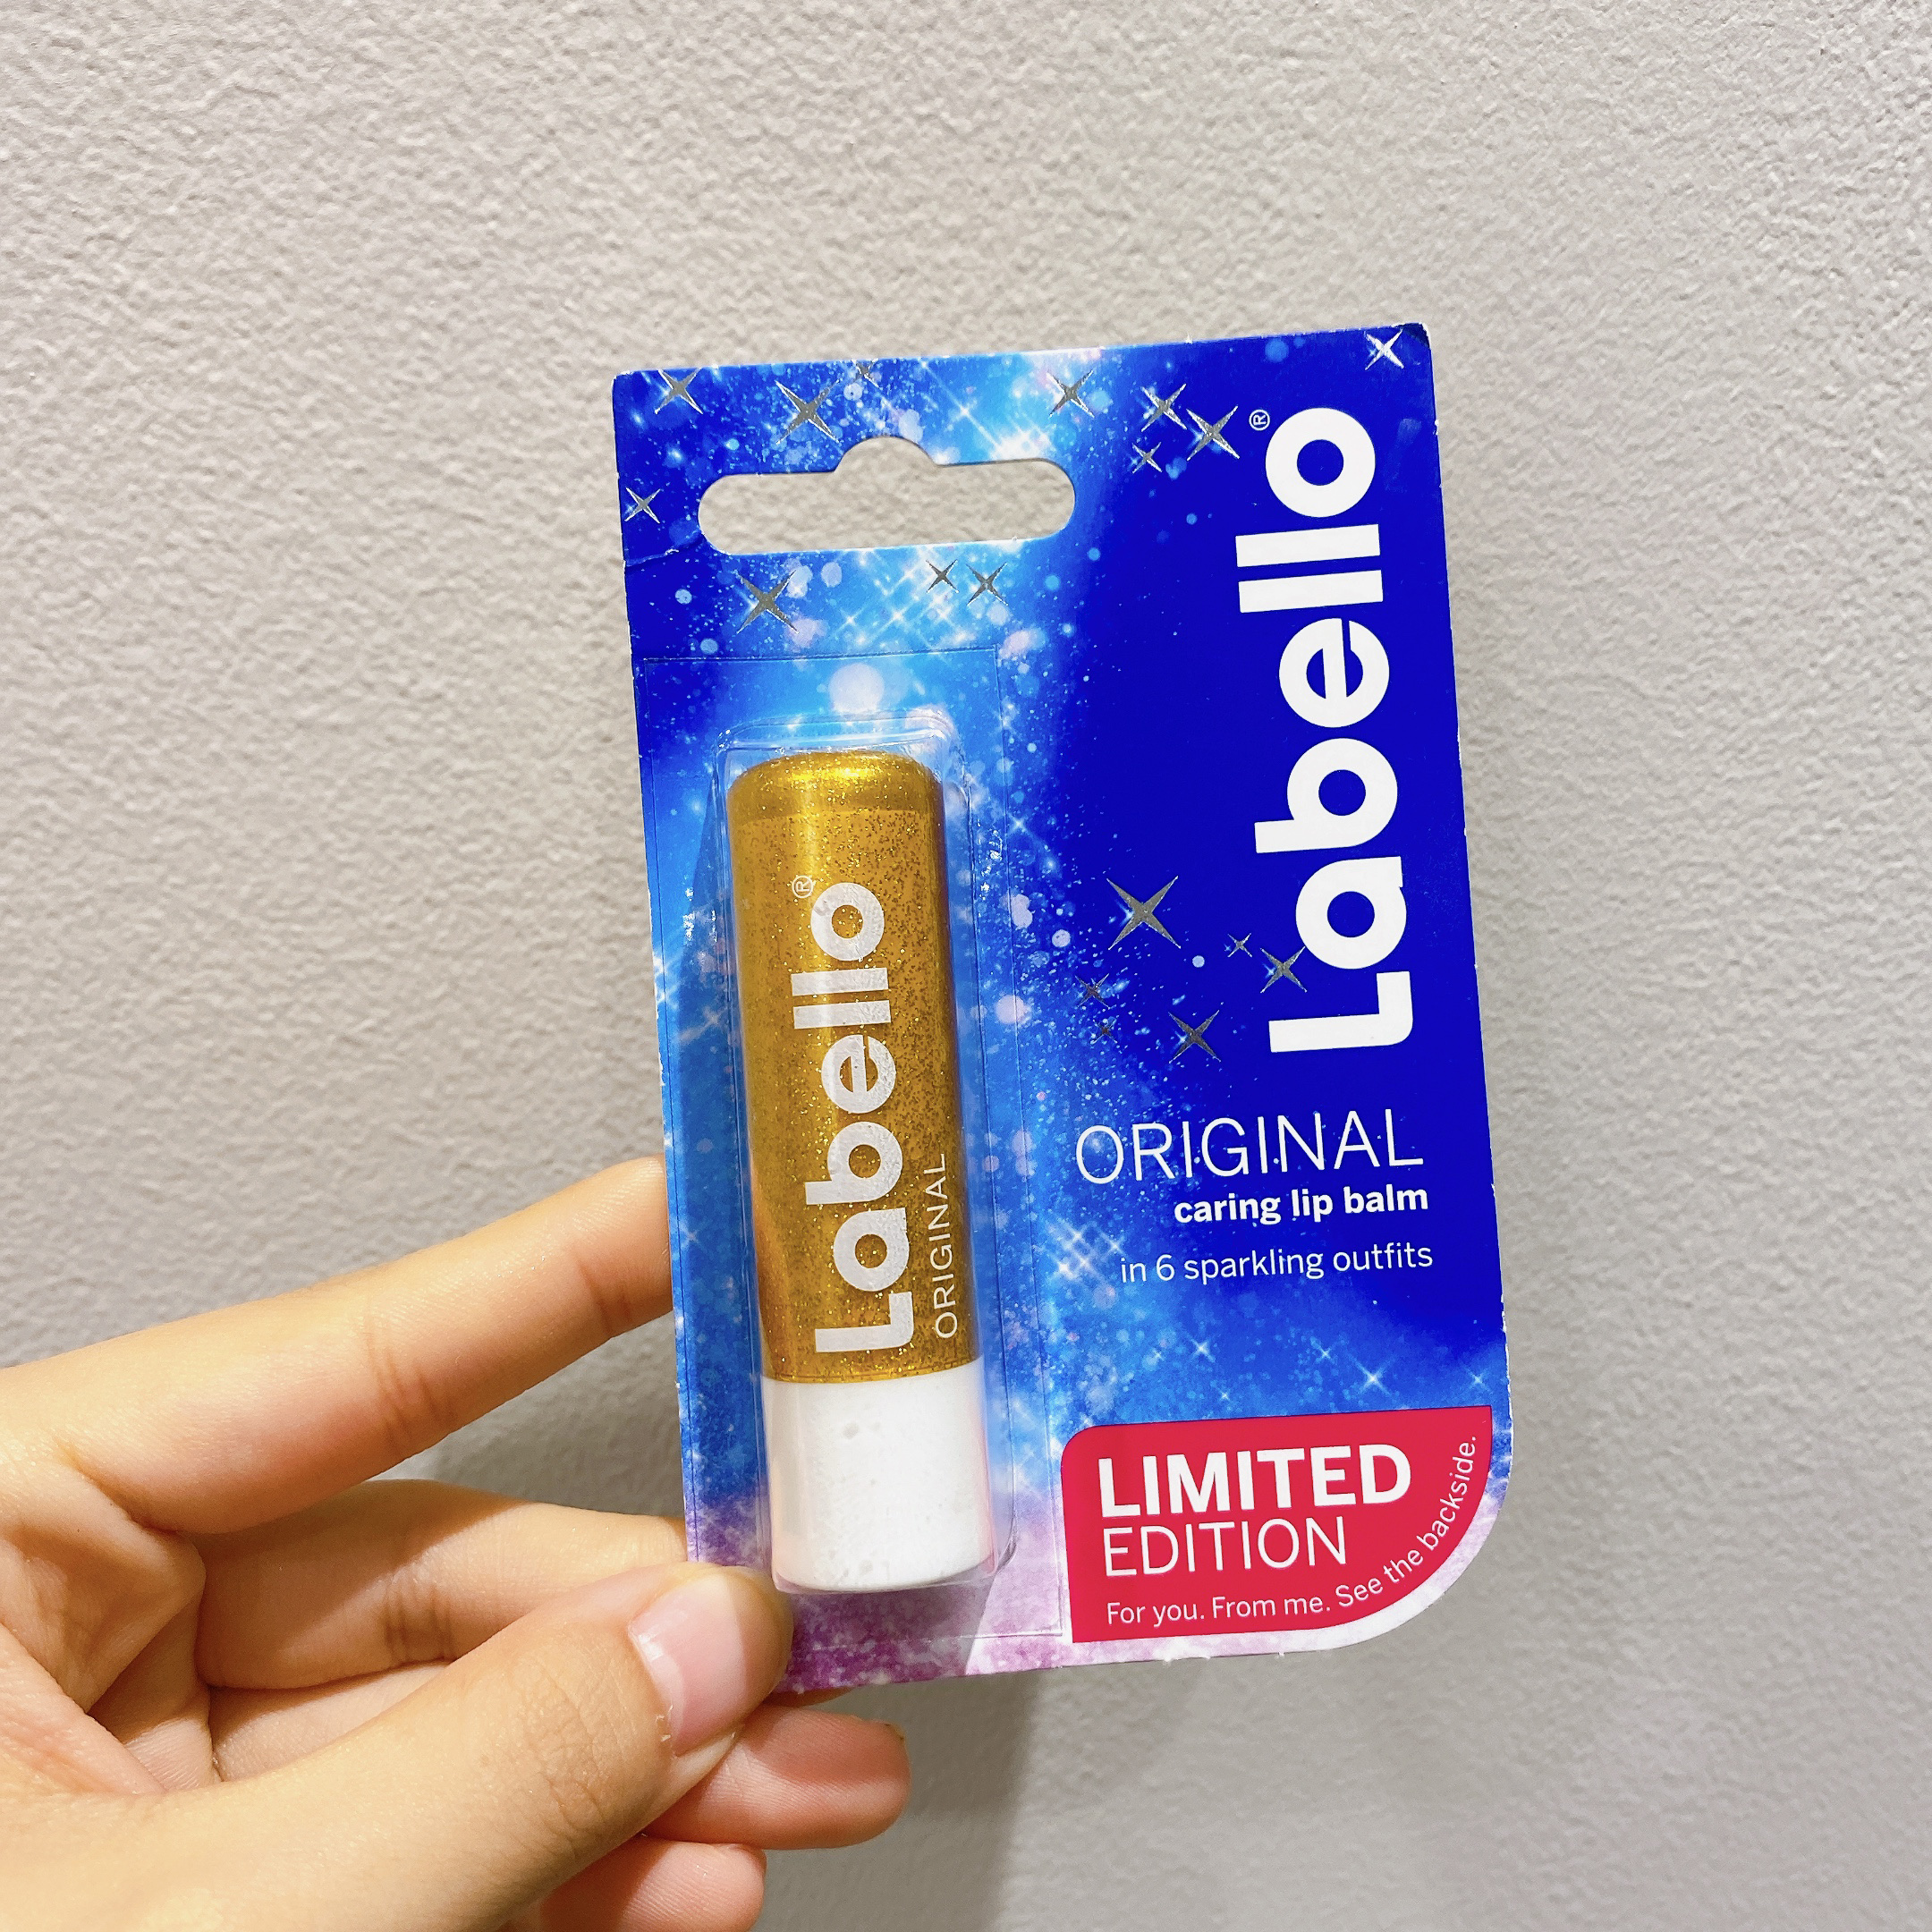 Labello®
ORIGINAL
Labello®
ORIGINAL
caring lip balm
in 6 sparkling outfits
LIMITED
EDITION
For you. From me. See the backside.